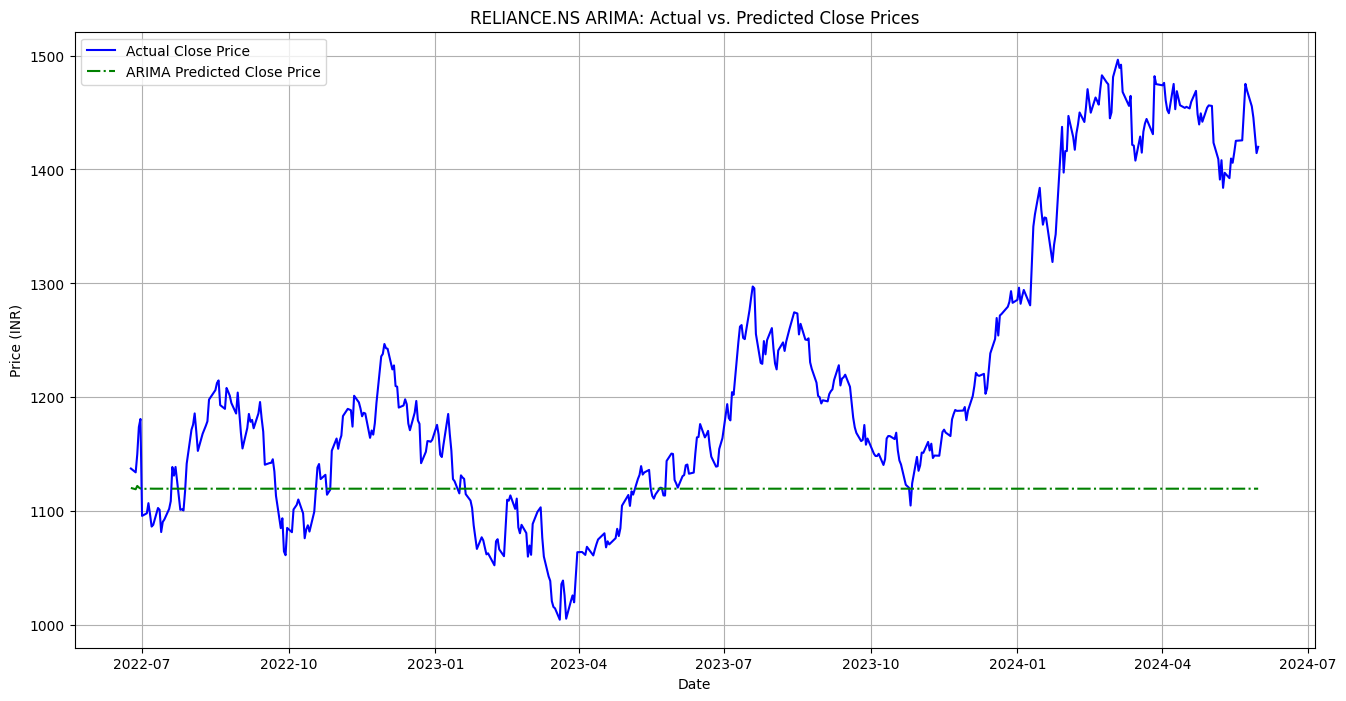 RELIANCE.NS ARIMA: Actual vs. Predicted Close Prices
Actual Close Price
ARIMA Predicted Close Price
Price (INR)
1500
1400
1300
1200
1100
1000
2022-07 2022-10 2023-01 2023-04 2023-07 2023-10 2024-01 2024-04 2024-07
Date